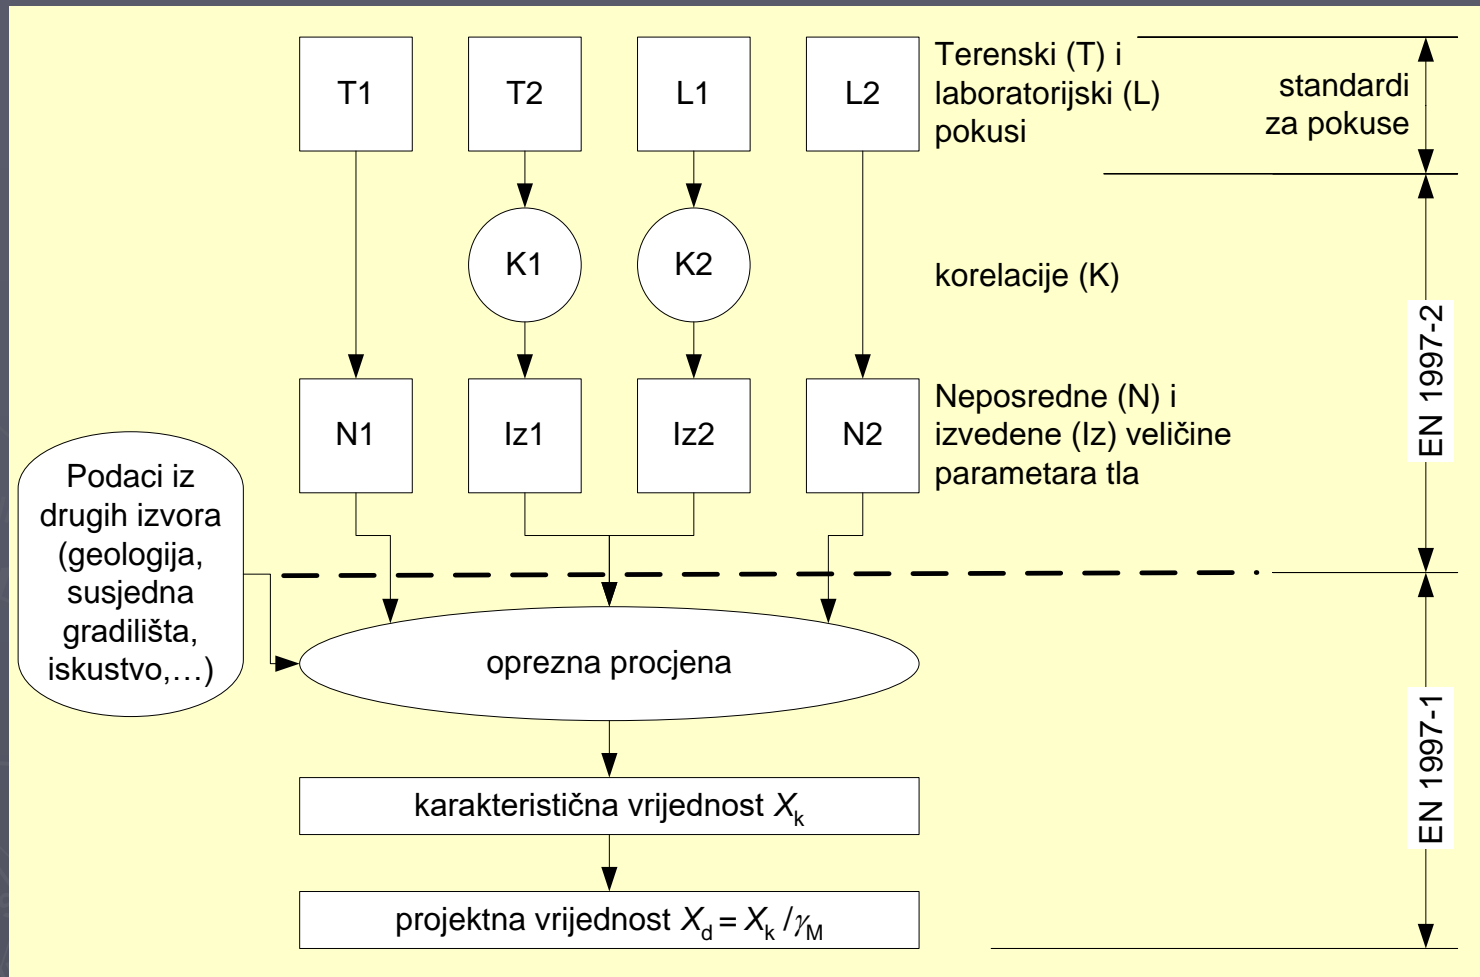 T1
T2
L1
L2
Terenski (T) i
laboratorijski (L)
pokusi
standardi
za pokuse
K1
K2
korelacije (K)
N1
Iz1
Iz2
N2
Neposredne (N) i
izvedene (Iz) veličine
parametara tla
EN 1997-2
Podaci iz
drugih izvora
(geologija,
susjedna
gradilišta,
iskustvo,…)
oprezna procjena
karakteristična vrijednost Xk
projektna vrijednost Xd = Xk /γM
EN 1997-1